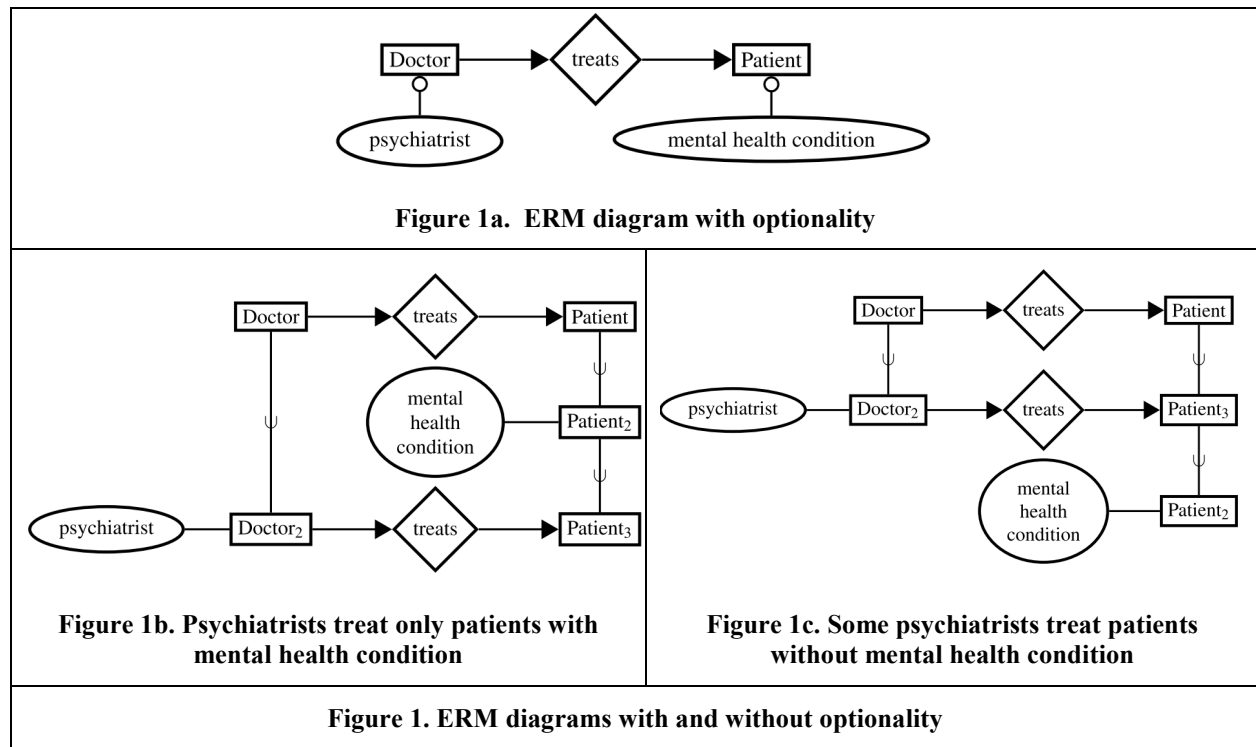 Doctor treats Patient
psychiatrist mental health condition
Figure 1a. ERM diagram with optionality
Doctor treats Patient
mental
health
condition
Patient₂
psychiatrist Doctor₂ treats Patient₃
Figure 1b. Psychiatrists treat only patients with
mental health condition
Doctor treats Patient
psychiatrist Doctor₂ treats Patient₃
mental
health
condition
Patient₂
Figure 1c. Some psychiatrists treat patients
without mental health condition
Figure 1. ERM diagrams with and without optionality